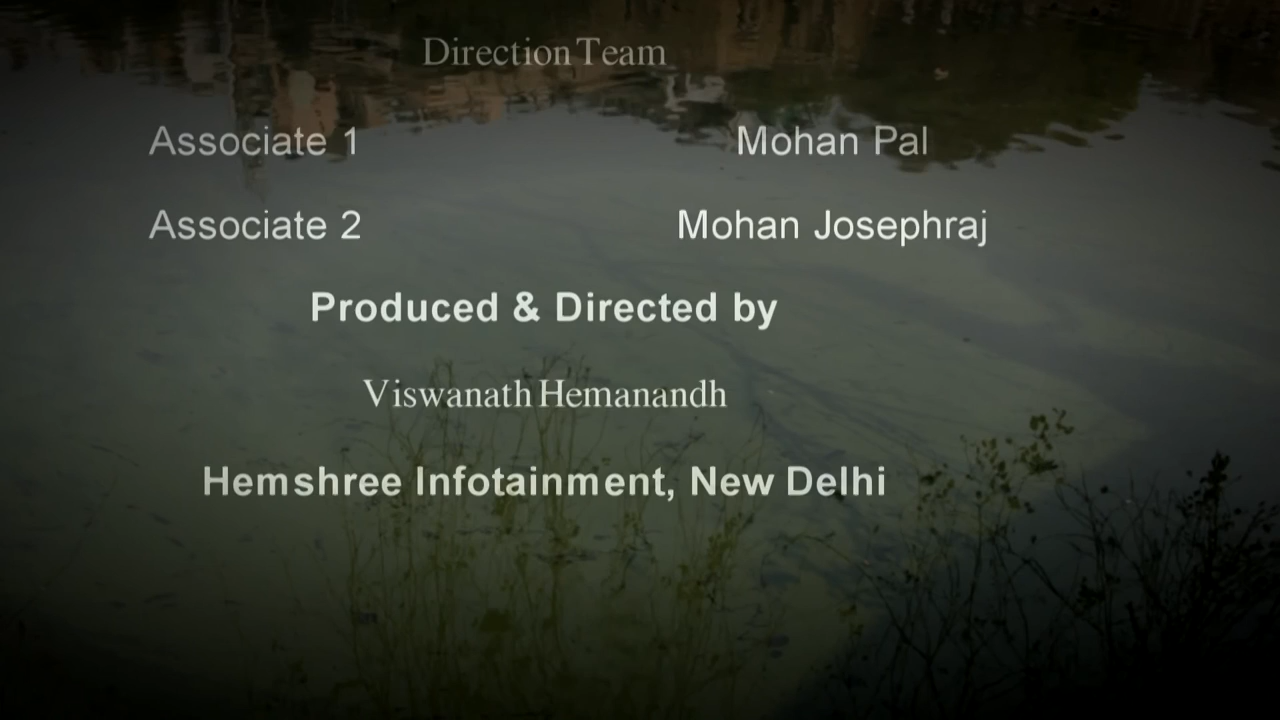 Direction Team
Associate 1 Mohan Pal
Associate 2 Mohan Josephraj
Produced & Directed by
Viswanath Hemanandh
Hemshree Infotainment, New Delhi